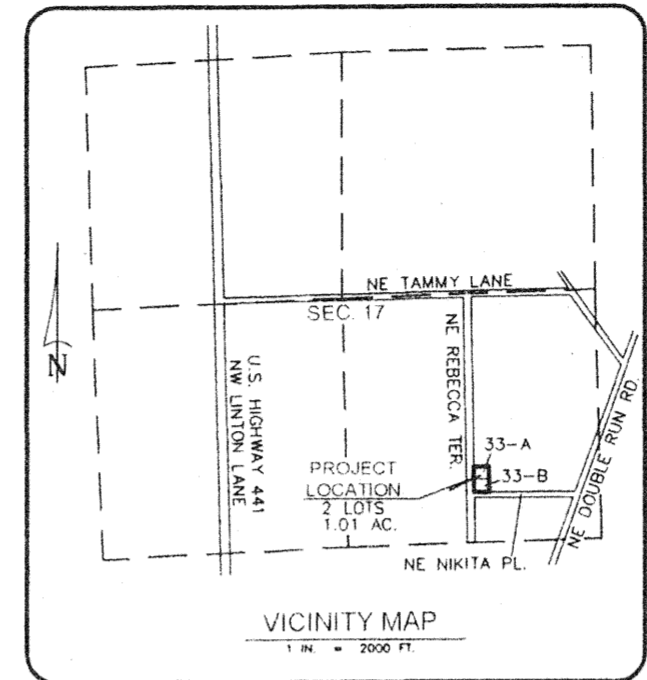 NE TAMMY LANE
SEC. 17
N
U.S. HIGHWAY 441
NW LINTON LANE
NE REBECCA TER.
33-A
33-B
PROJECT
LOCATION
2 LOTS
1.01 AC.
NE DOUBLE RUN RD.
NE NIKITA PL.
VICINITY MAP
1 IN. = 2000 FT.